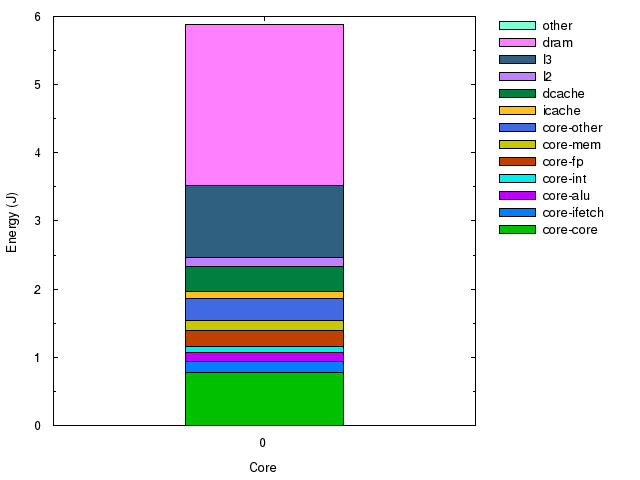 6
5
4
3
2
1
0
Energy (J)
0
Core
other
dram
l3
l2
dcache
icache
core-other
core-mem
core-fp
core-int
core-alu
core-ifetch
core-core